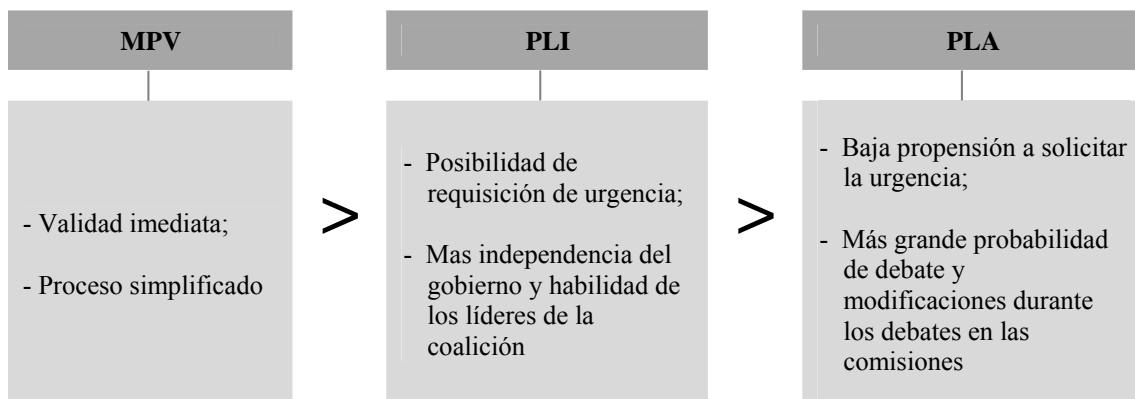 MPV
- Validad imediata;
- Proceso simplificado
>
PLI
- Posibilidad de
requisición de urgencia;
- Mas independencia del
gobierno y habilidad de
los líderes de la
coalición
>
PLA
- Baja propensión a solicitar
la urgencia;
- Más grande probabilidad
de debate y
modificaciones durante
los debates en las
comisiones